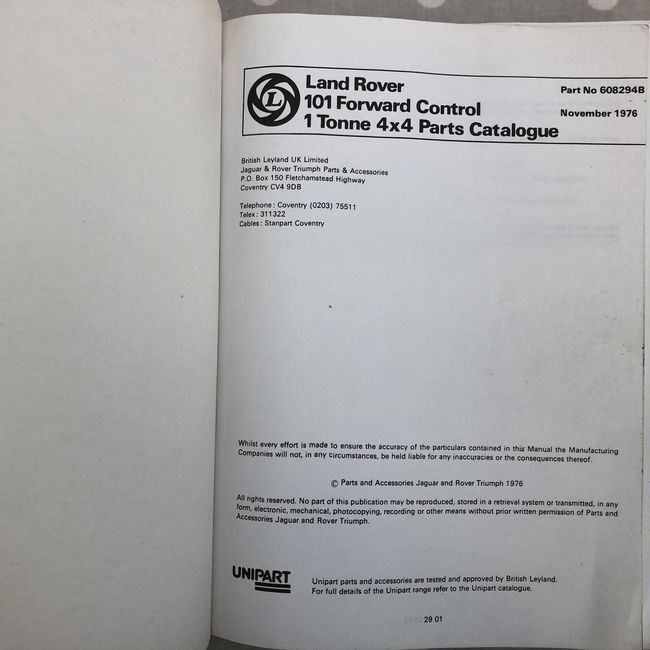 Land Rover
101 Forward Control
1 Tonne 4x4 Parts Catalogue
Part No 608294B
November 1976
L
British Leyland UK Limited
Jaguar & Rover Triumph Parts & Accessories
P.O. Box 150 Fletchamstead Highway
Coventry CV4 9DB
Telephone: Coventry (0203) 75511
Telex: 311322
Cables: Stanpart Coventry
Whilst every effort is made to ensure the accuracy of the particulars contained in this Manual the Manufacturing
Companies will not, in any circumstances, be held liable for any inaccuracies or the consequences thereof.
© Parts and Accessories Jaguar and Rover Triumph 1976
All rights reserved. No part of this publication may be reproduced, stored in a retrieval system or transmitted, in any
form, electronic, mechanical, photocopying, recording or other means without prior written permission of Parts and
Accessories Jaguar and Rover Triumph.
UNIPART
Unipart parts and accessories are tested and approved by British Leyland.
For full details of the Unipart range refer to the Unipart catalogue.
29 01